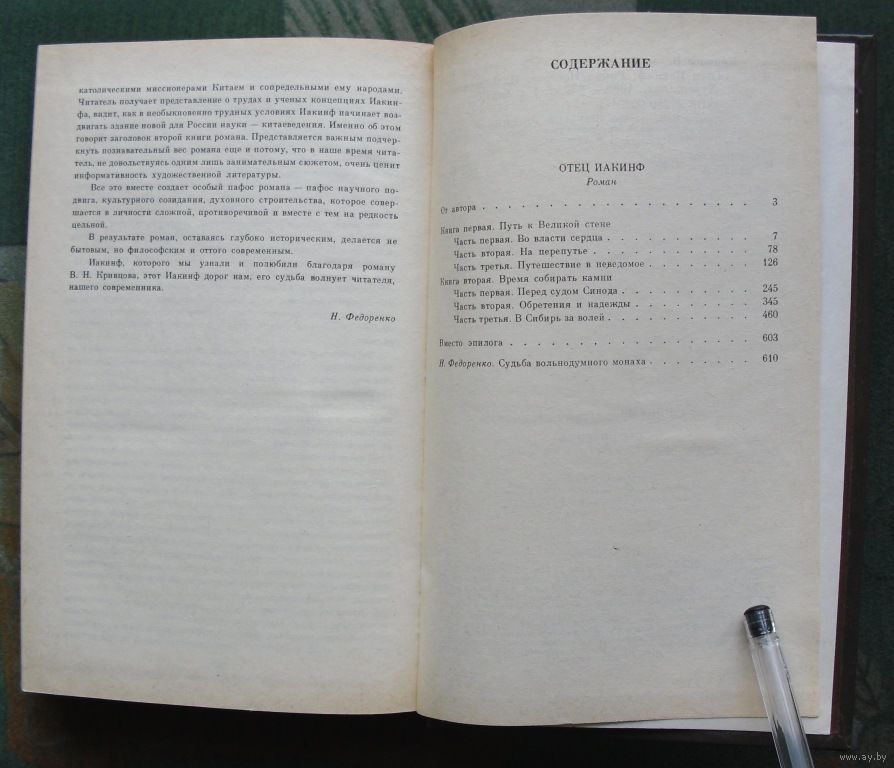 католическими миссионерами Китаем и сопредельными ему народами.
Читатель получает представление о трудах и ученых концепциях Иакин-
фа, видит, как в необыкновенно трудных условиях Иакинф начинает воз-
двигать здание новой для России науки — китаеведения. Именно об этом
говорит заголовок второй книги романа. Представляется важным подчер-
кнуть познавательный вес романа еще и потому, что в наше время чита-
тель, не довольствуясь одним лишь занимательным сюжетом, очень ценит
информативность художественной литературы.
Все это вместе создает особый пафос романа — пафос научного по-
двига, культурного созидания, духовного строительства, которое совер-
шается в личности сложной, противоречивой и вместе с тем на редкость
цельной.
В результате роман, оставаясь глубоко историческим, делается не
бытовым, но философским и оттого современным.
Иакинф, которого мы узнали и полюбили благодаря роману
В. Н. Кривцова, этот Иакинф дорог нам, его судьба волнует читателя,
нашего современника.
Н. Федоренко
СОДЕРЖАНИЕ
ОТЕЦ ИАКИНФ
Роман
От автора . . . . . . . . . . . . . . . . . . . . 3
Книга первая. Путь к Великой стене
Часть первая. Во власти сердца . . . . . . . . . . . 7
Часть вторая. На перепутье . . . . . . . . . . . . 78
Часть третья. Путешествие в неведомое . . . . . . . . 126
Книга вторая. Время собирать камни
Часть первая. Перед судом Синода . . . . . . . . . . 245
Часть вторая. Обретения и надежды . . . . . . . . . 345
Часть третья. В Сибирь за волей . . . . . . . . . . . 460
Вместо эпилога . . . . . . . . . . . . . . . . . . 603
Н. Федоренко. Судьба вольнодумного монаха . . . . . . . . 610
www.ay.by